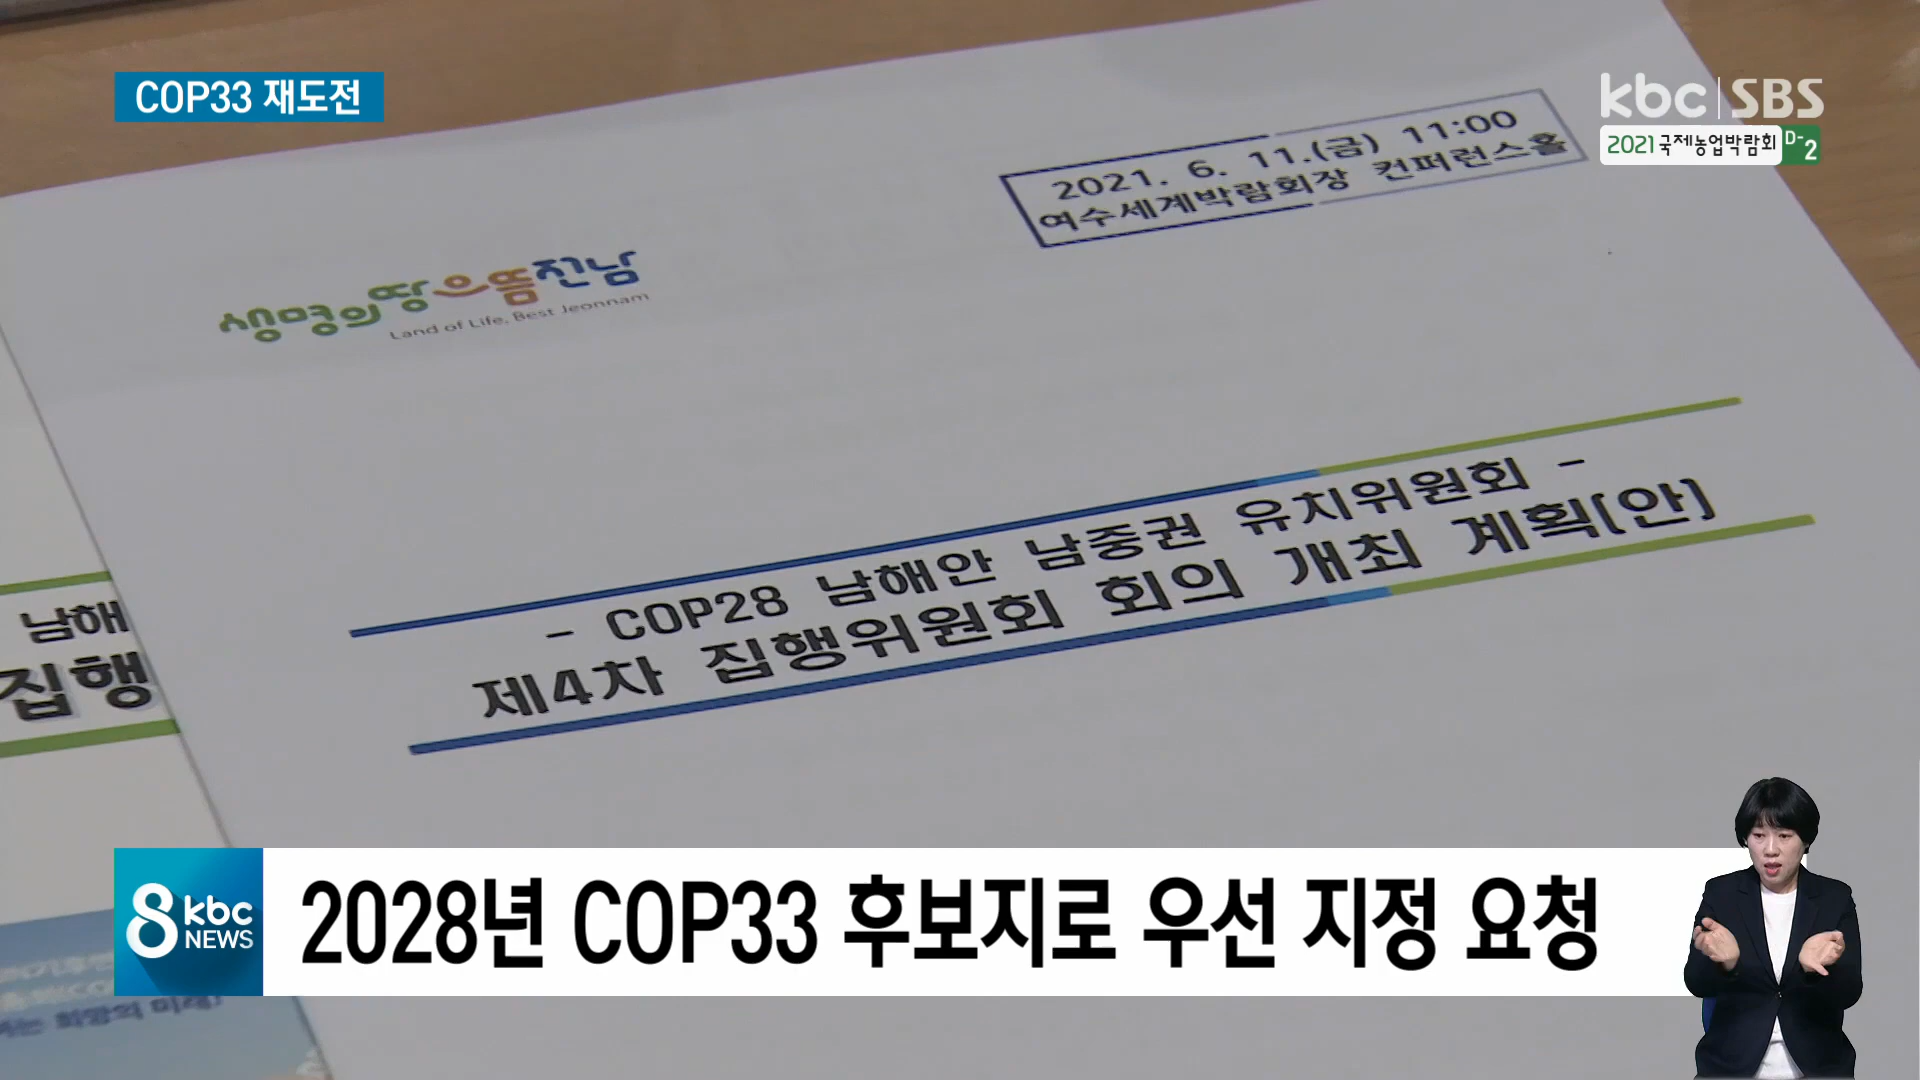 COP33 재도전
kbc SBS
2021 국제농업박람회 D-2
2021. 6. 11.(금) 11:00
여수세계박람회장 컨퍼런스홀
생명의땅으뜸전남
Land of Life, Best Jeonnam
- COP28 남해안 남중권 유치위원회 -
제4차 집행위원회 회의 개최 계획(안)
남해
집행
희망의 미래!
8 kbc NEWS
2028년 COP33 후보지로 우선 지정 요청